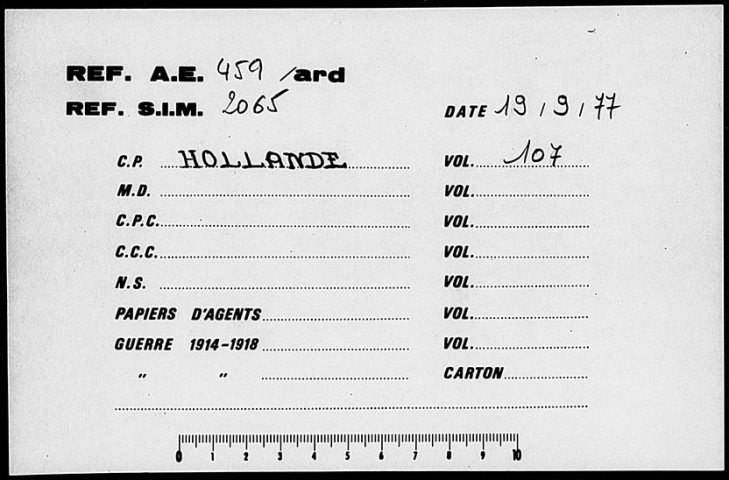 REF. A.E. 459 /ard
REF. S.I.M. 2065
DATE 19 / 9 / 77
C.P. HOLLANDE VOL. 107
M.D. VOL.
C.P.C. VOL.
C.C.C. VOL.
N.S. VOL.
PAPIERS D'AGENTS VOL.
GUERRE 1914-1918 VOL.
" " CARTON
0 1 2 3 4 5 6 7 8 9 10